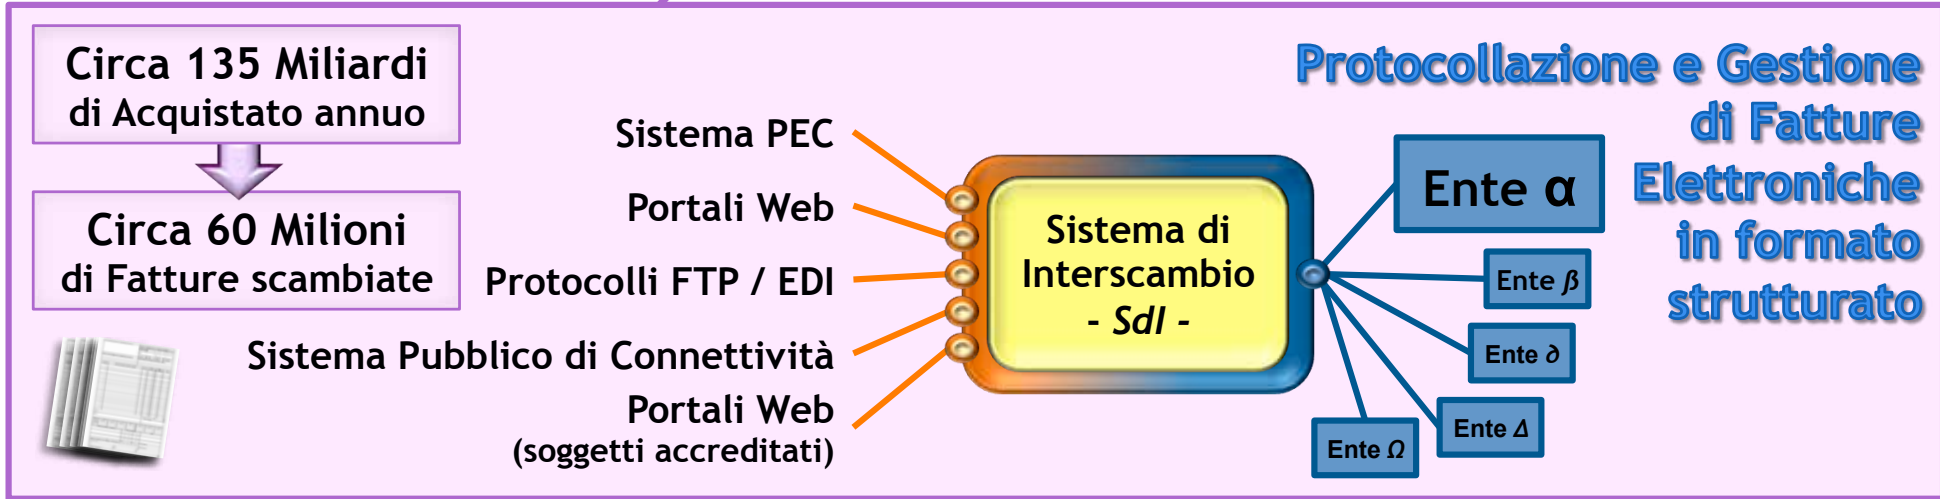 Circa 135 Miliardi
di Acquistato annuo
Circa 60 Milioni
di Fatture scambiate
Sistema PEC
Portali Web
Protocolli FTP / EDI
Sistema Pubblico di Connettività
Portali Web
(soggetti accreditati)
Sistema di
Interscambio
- SdI -
Ente α
Ente ß
Ente ∂
Ente Δ
Ente Ω
Protocollazione e Gestione
di Fatture
Elettroniche
in formato
strutturato